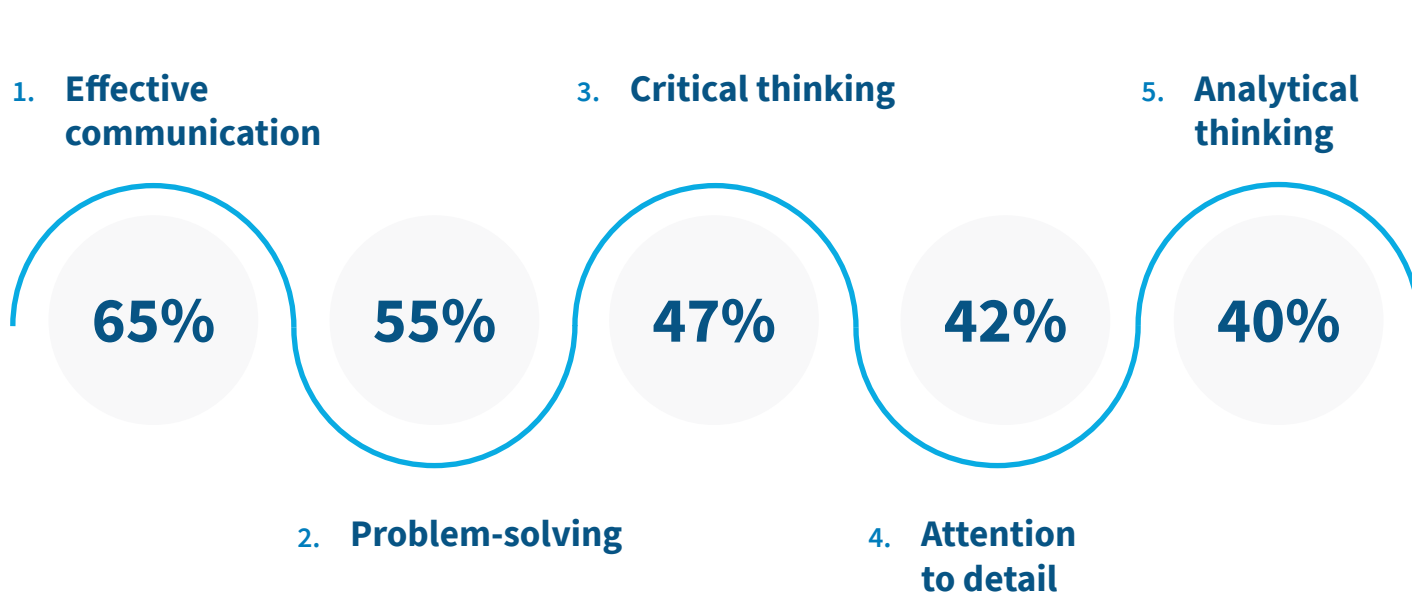 1. Effective
communication
65%
2. Problem-solving
55%
3. Critical thinking
47%
4. Attention
to detail
42%
5. Analytical
thinking
40%